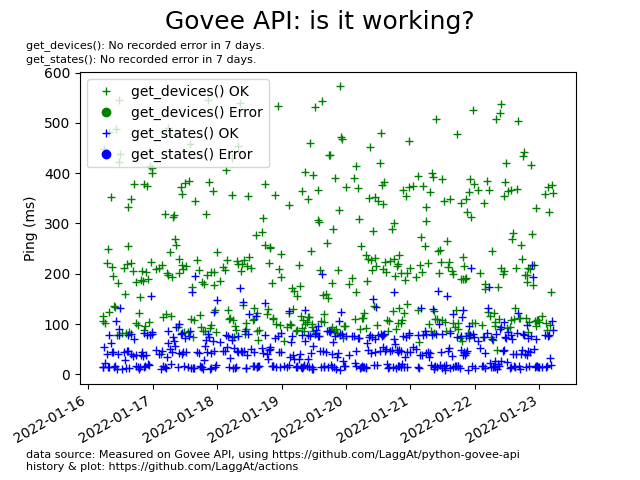 Govee API: is it working?
get_devices(): No recorded error in 7 days.
get_states(): No recorded error in 7 days.
600
500
400
300
200
100
0
Ping (ms)
get_devices() OK
get_devices() Error
get_states() OK
get_states() Error
2022-01-16
2022-01-17
2022-01-18
2022-01-19
2022-01-20
2022-01-21
2022-01-22
2022-01-23
data source: Measured on Govee API, using https://github.com/LaggAt/python-govee-api
history & plot: https://github.com/LaggAt/actions